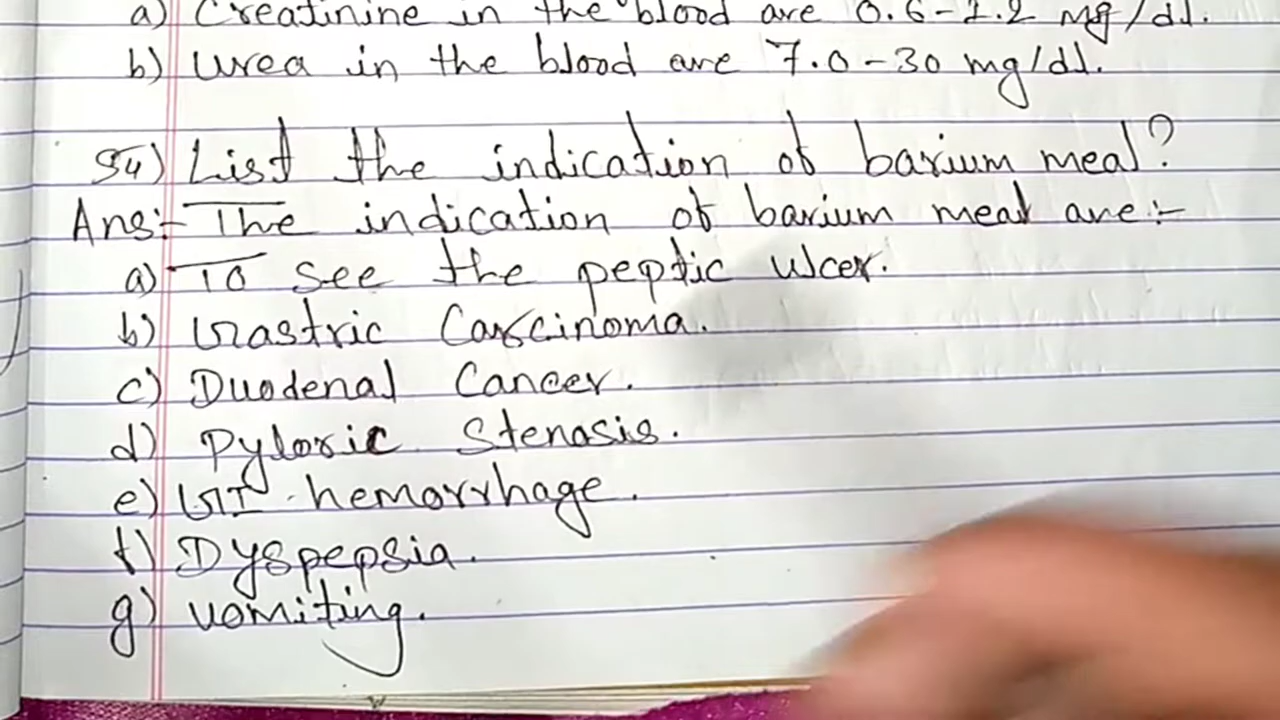 a) Creatinine in the blood are 0.6-1.2 mg/dl.
b) Urea in the blood are 7.0-30 mg/dl.
54) List the indication of barium meal?
Ans:- The indication of barium meal are:-
a) To see the peptic ulcer.
b) Gastric Carcinoma.
c) Duodenal Cancer.
d) Pyloric Stenosis.
e) GIT hemorrhage.
f) Dyspepsia.
g) vomiting.